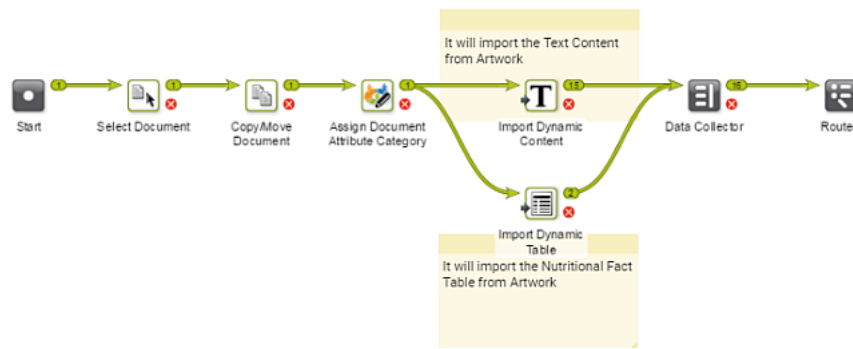 It will import the Text Content
from Artwork
1
1
1
1
15
16
Start
Select Document
Copy/Move
Document
Assign Document
Attribute Category
T
Import Dynamic
Content
Data Collector
Route
2
Import Dynamic
Table
It will import the Nutritional Fact
Table from Artwork